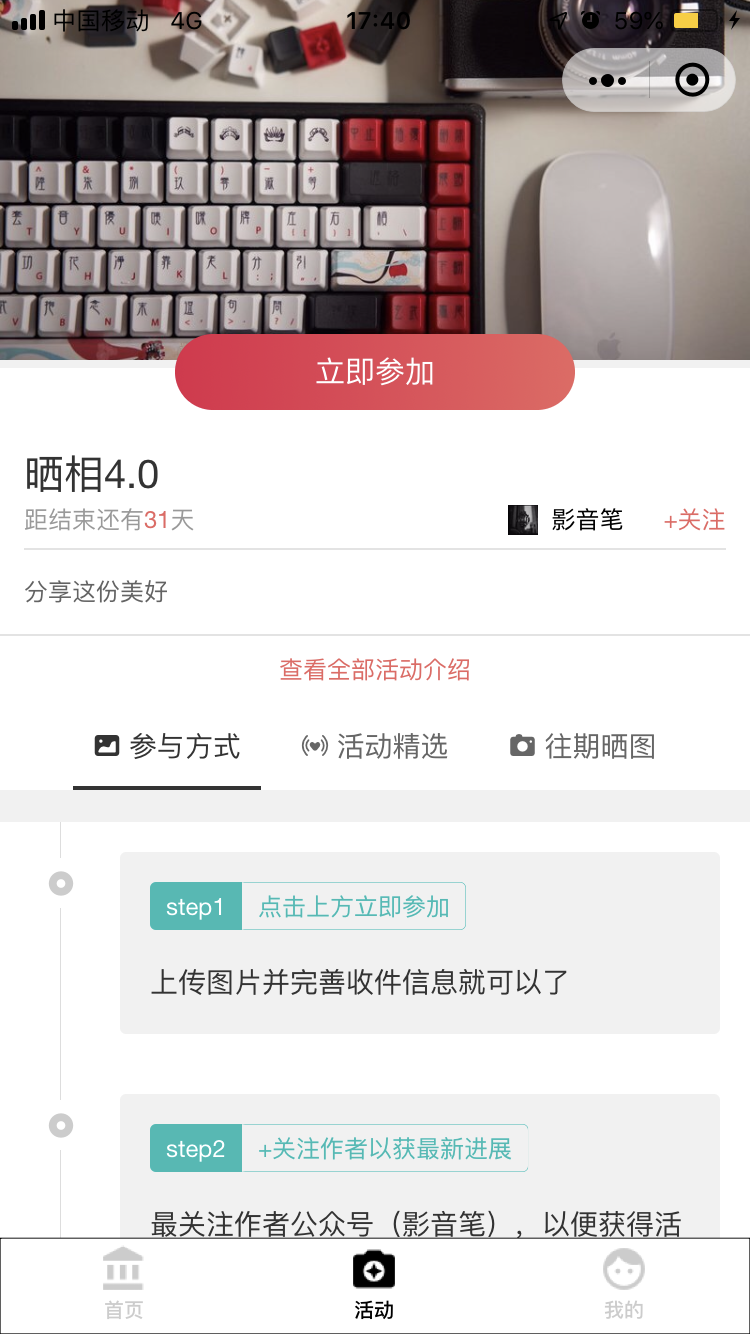 中国移动 4G 17:40 59%
立即参加
晒相4.0
距结束还有31天
影音笔 +关注
分享这份美好
查看全部活动介绍
参与方式 活动精选 往期晒图
step1 点击上方立即参加
上传图片并完善收件信息就可以了
step2 +关注作者以获最新进展
最关注作者公众号（影音笔），以便获得活
首页 活动 我的